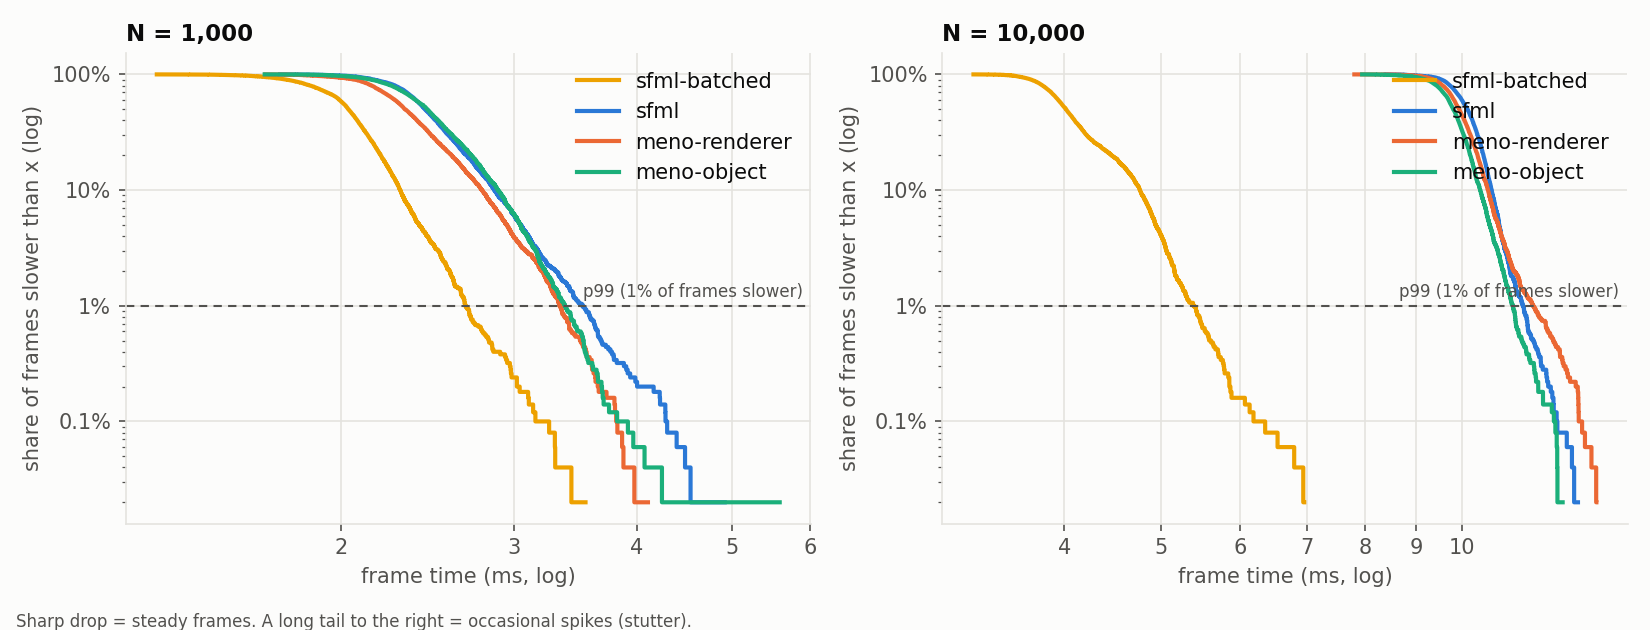 N = 1,000
share of frames slower than x (log)
100%
10%
1%
0.1%
sfml-batched
sfml
meno-renderer
meno-object
p99 (1% of frames slower)
2 3 4 5 6
frame time (ms, log)
N = 10,000
share of frames slower than x (log)
100%
10%
1%
0.1%
sfml-batched
sfml
meno-renderer
meno-object
p99 (1% of frames slower)
4 5 6 7 8 9 10
frame time (ms, log)
Sharp drop = steady frames. A long tail to the right = occasional spikes (stutter).